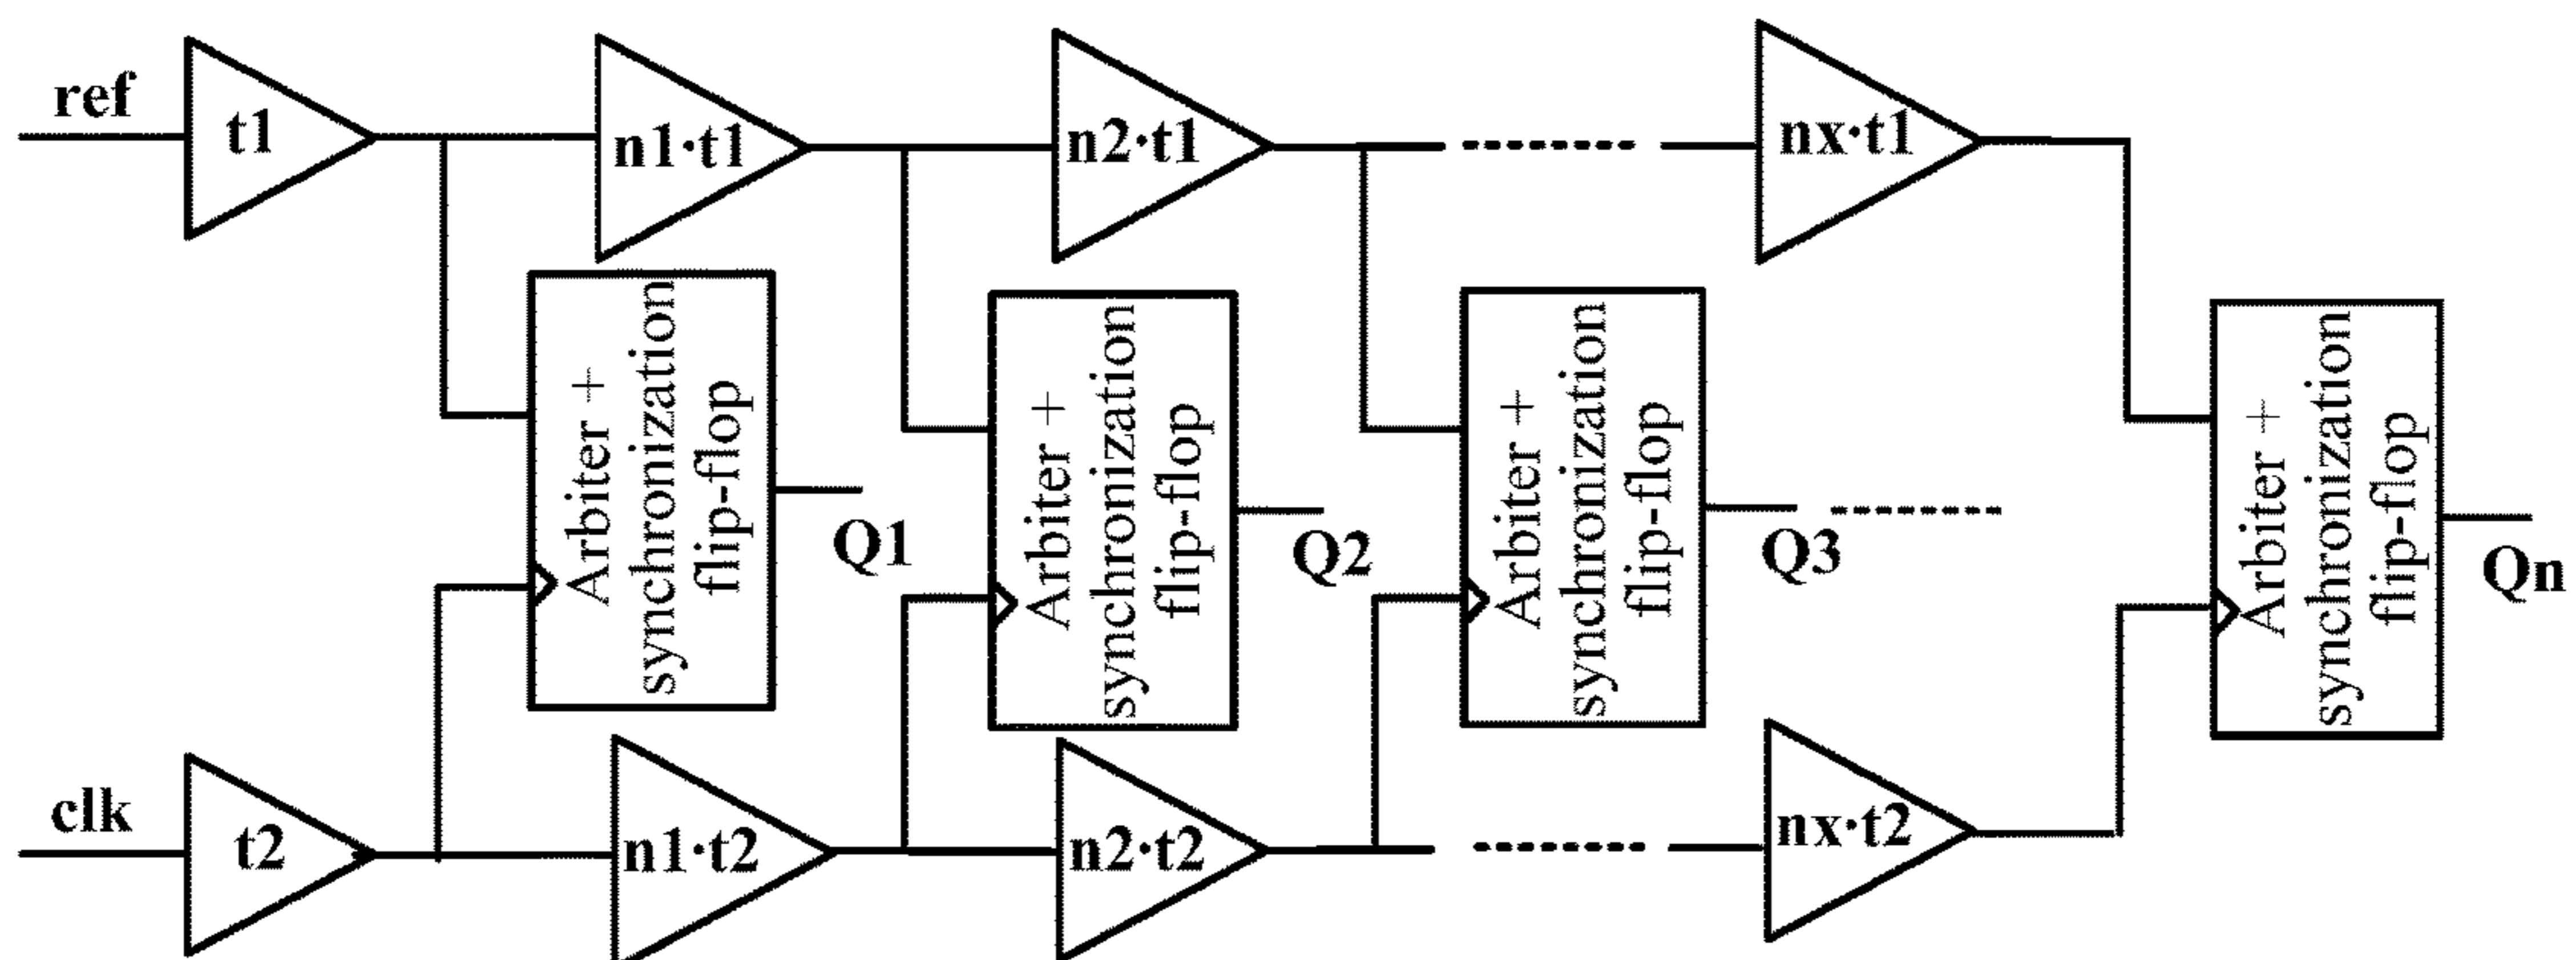 ref
t1
n1·t1
n2·t1
nx·t1
Arbiter +
synchronization
flip-flop
Q1
Arbiter +
synchronization
flip-flop
Q2
Arbiter +
synchronization
flip-flop
Q3
Arbiter +
synchronization
flip-flop
Qn
clk
t2
n1·t2
n2·t2
nx·t2